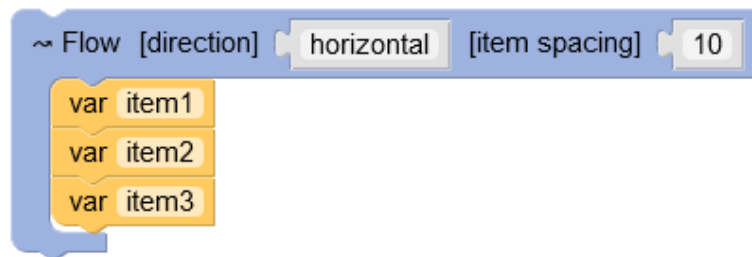 ~ Flow [direction] horizontal [item spacing] 10
var item1
var item2
var item3